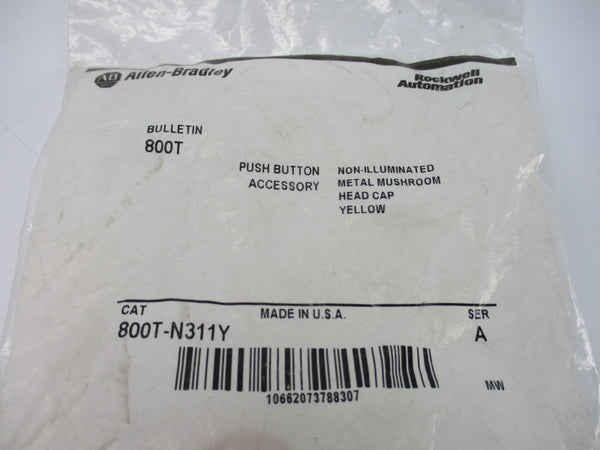 AB Allen-Bradley
Rockwell
Automation
BULLETIN
800T
PUSH BUTTON NON-ILLUMINATED
ACCESSORY METAL MUSHROOM
HEAD CAP
YELLOW
CAT MADE IN U.S.A. SER
800T-N311Y A
10662073788307
MW